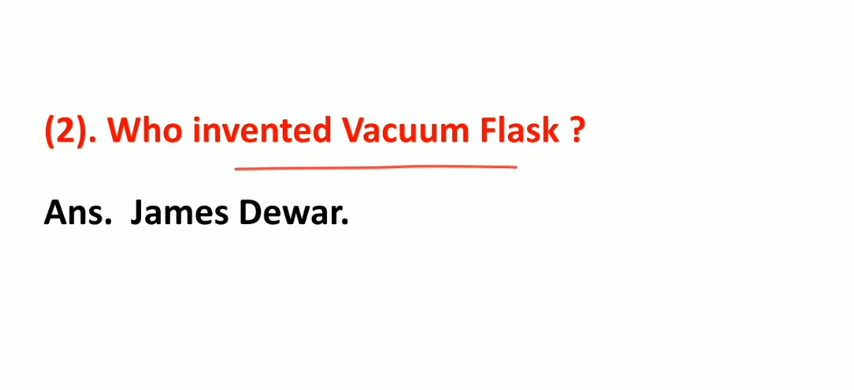 (2). Who invented Vacuum Flask ?
Ans.  James Dewar.